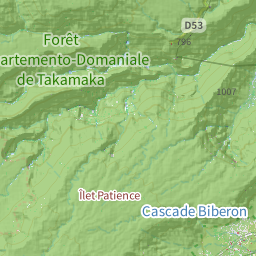 D53
796
Forêt
artemento-Domaniale
de Takamaka
1007
Îlet Patience
Cascade Biberon